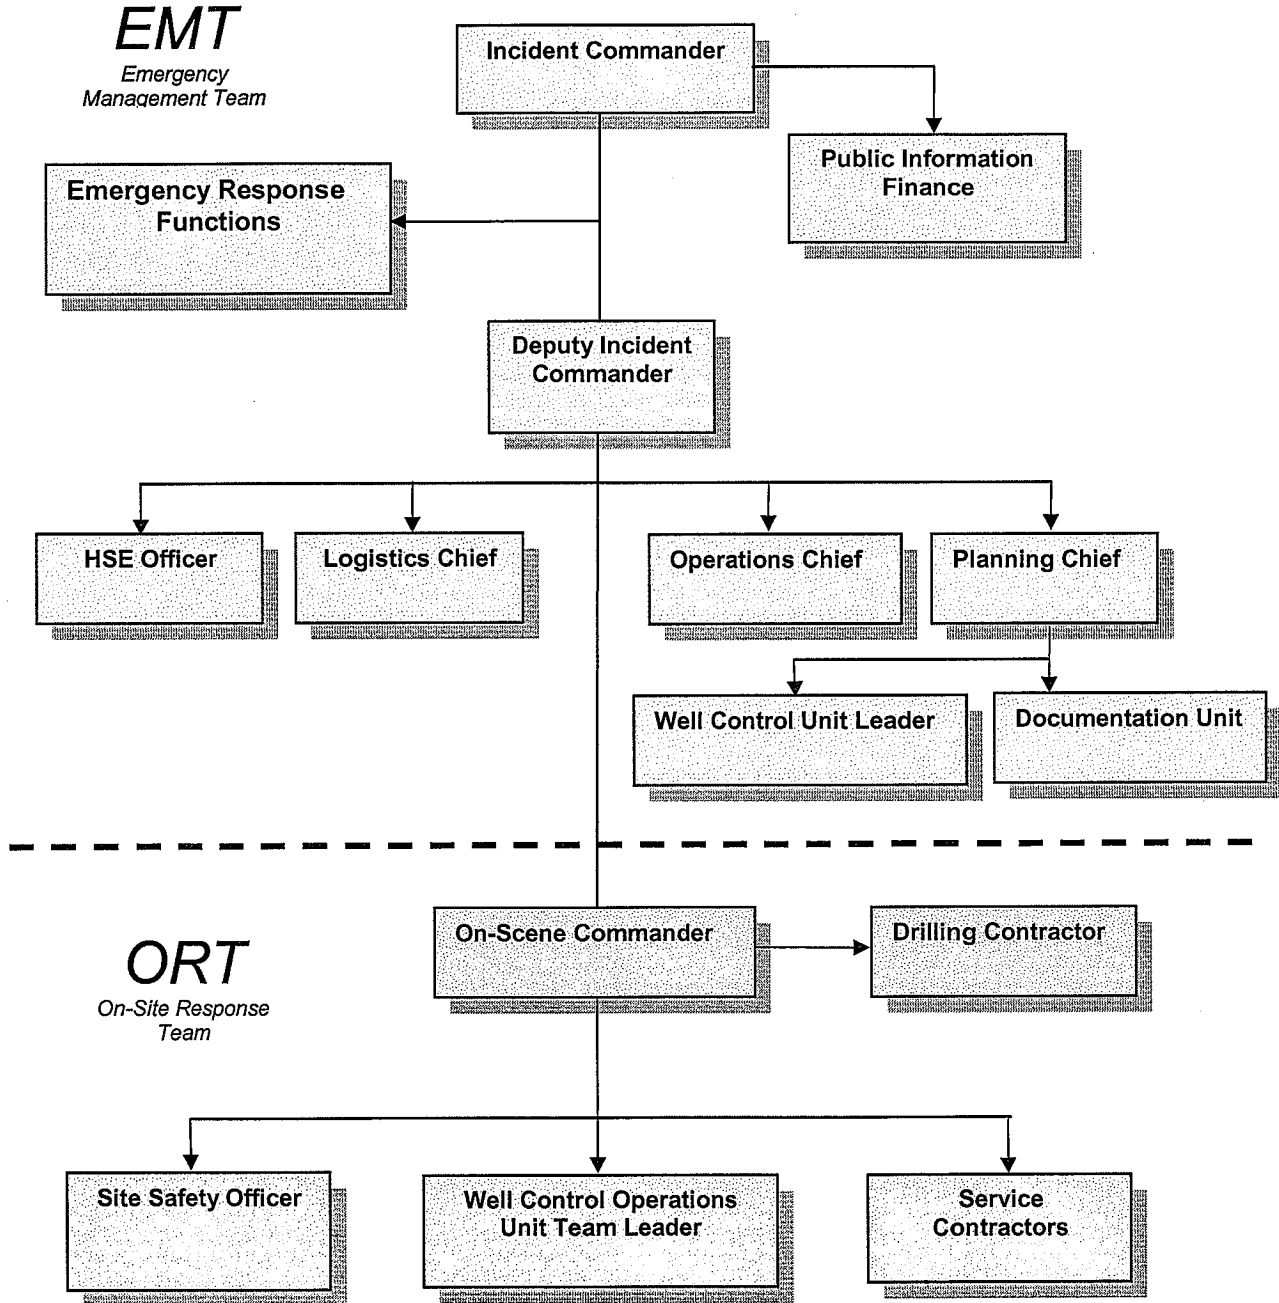 EMT
Emergency
Management Team
Incident Commander
Public Information
Finance
Emergency Response
Functions
Deputy Incident
Commander
HSE Officer
Logistics Chief
Operations Chief
Planning Chief
Well Control Unit Leader
Documentation Unit
On-Scene Commander
Drilling Contractor
ORT
On-Site Response
Team
Site Safety Officer
Well Control Operations
Unit Team Leader
Service
Contractors